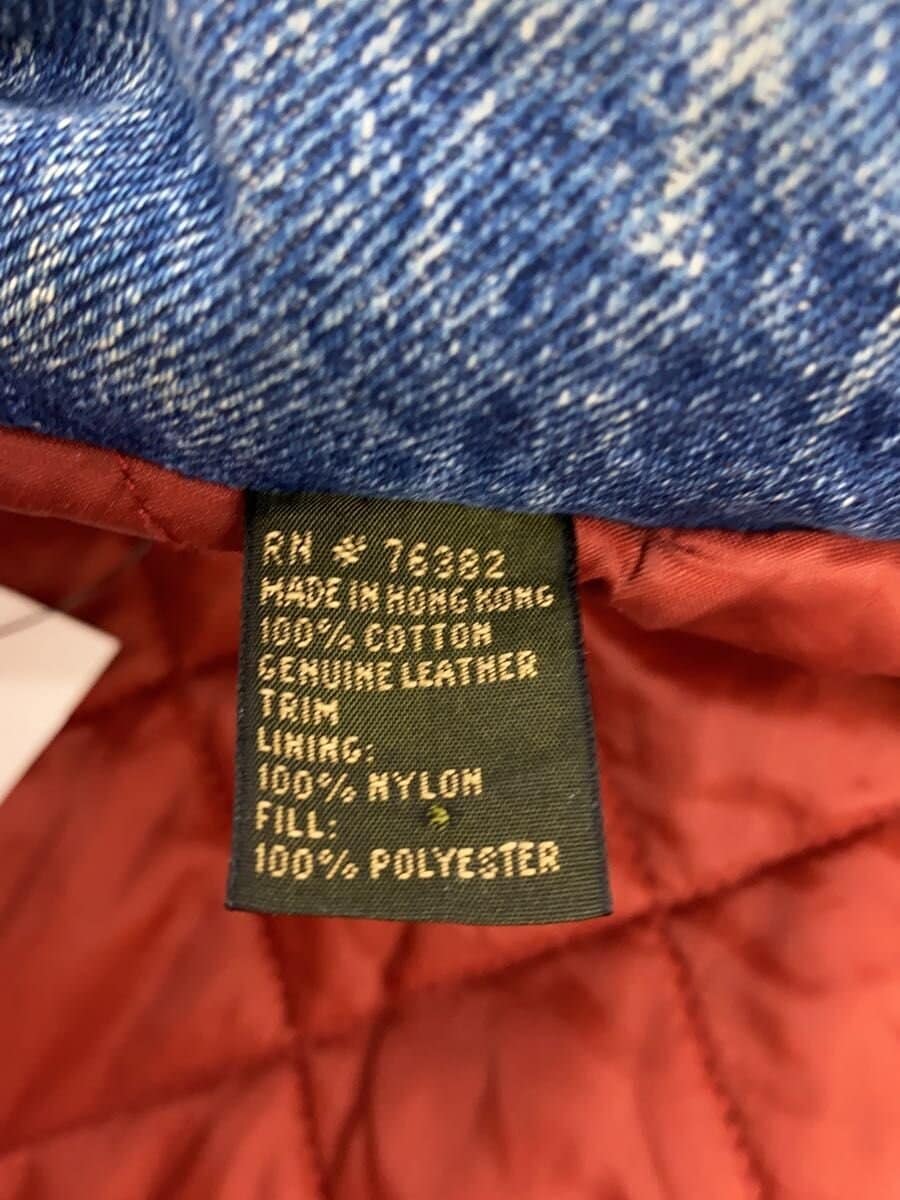 RN # 76382
MADE IN HONG KONG
100% COTTON
GENUINE LEATHER
TRIM
LINING:
100% NYLON
FILL:
100% POLYESTER